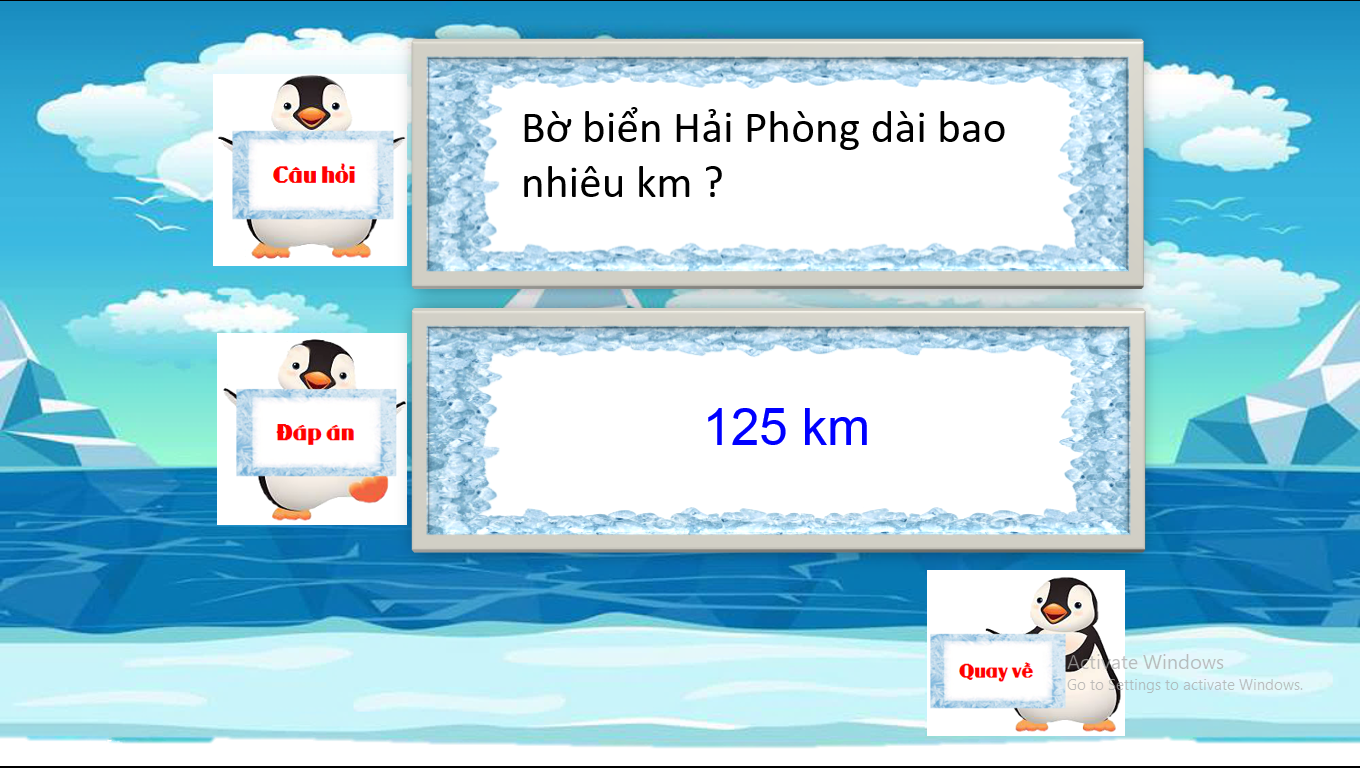 Câu hỏi
Bờ biển Hải Phòng dài bao
nhiêu km ?
Đáp án
125 km
Quay về
Activate Windows
Go to Settings to activate Windows.